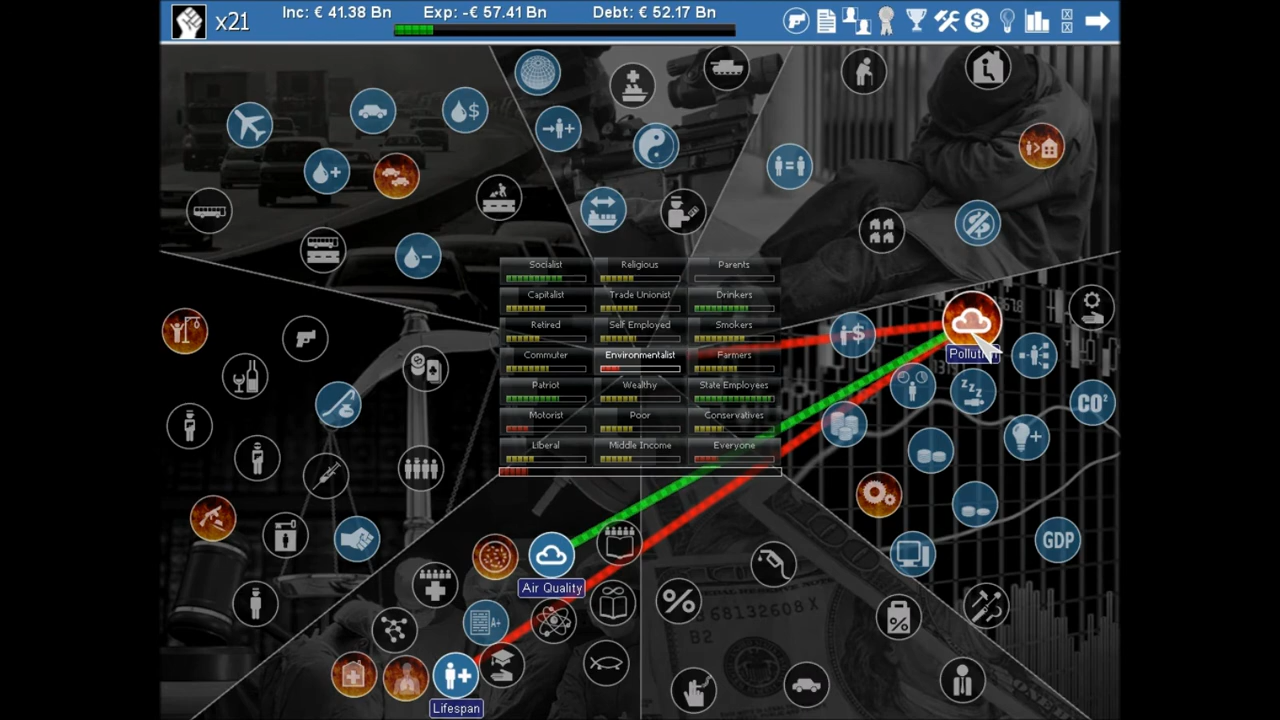 x21
Inc: € 41.38 Bn
Exp: -€ 57.41 Bn
Debt: € 52.17 Bn
Socialist
Religious
Parents
Capitalist
Trade Unionist
Drinkers
Retired
Self Employed
Smokers
Commuter
Environmentalist
Farmers
Patriot
Wealthy
State Employees
Motorist
Poor
Conservatives
Liberal
Middle Income
Everyone
CO²
GDP
A+
Air Quality
Lifespan